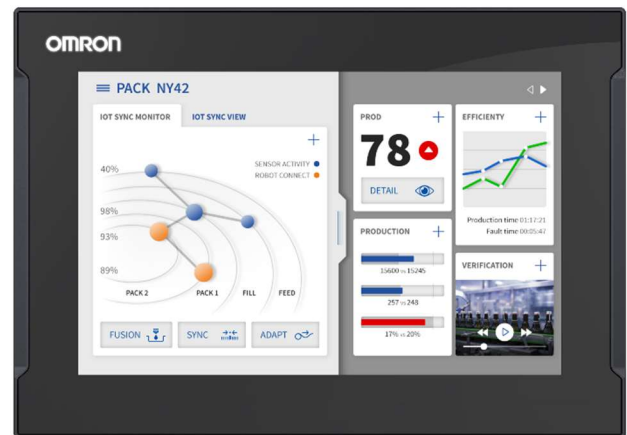 OMRON
PACK NY42
IOT SYNC MONITOR
IOT SYNC VIEW
SENSOR ACTIVITY
ROBOT CONNECT
40%
98%
93%
89%
PACK 2
PACK 1
FILL
FEED
FUSION
SYNC
ADAPT
PROD
78
DETAIL
PRODUCTION
15600 vs 15245
257 vs 248
17% vs 20%
EFFICIENTY
Production time 01:17:21
Fault time 00:05:47
VERIFICATION